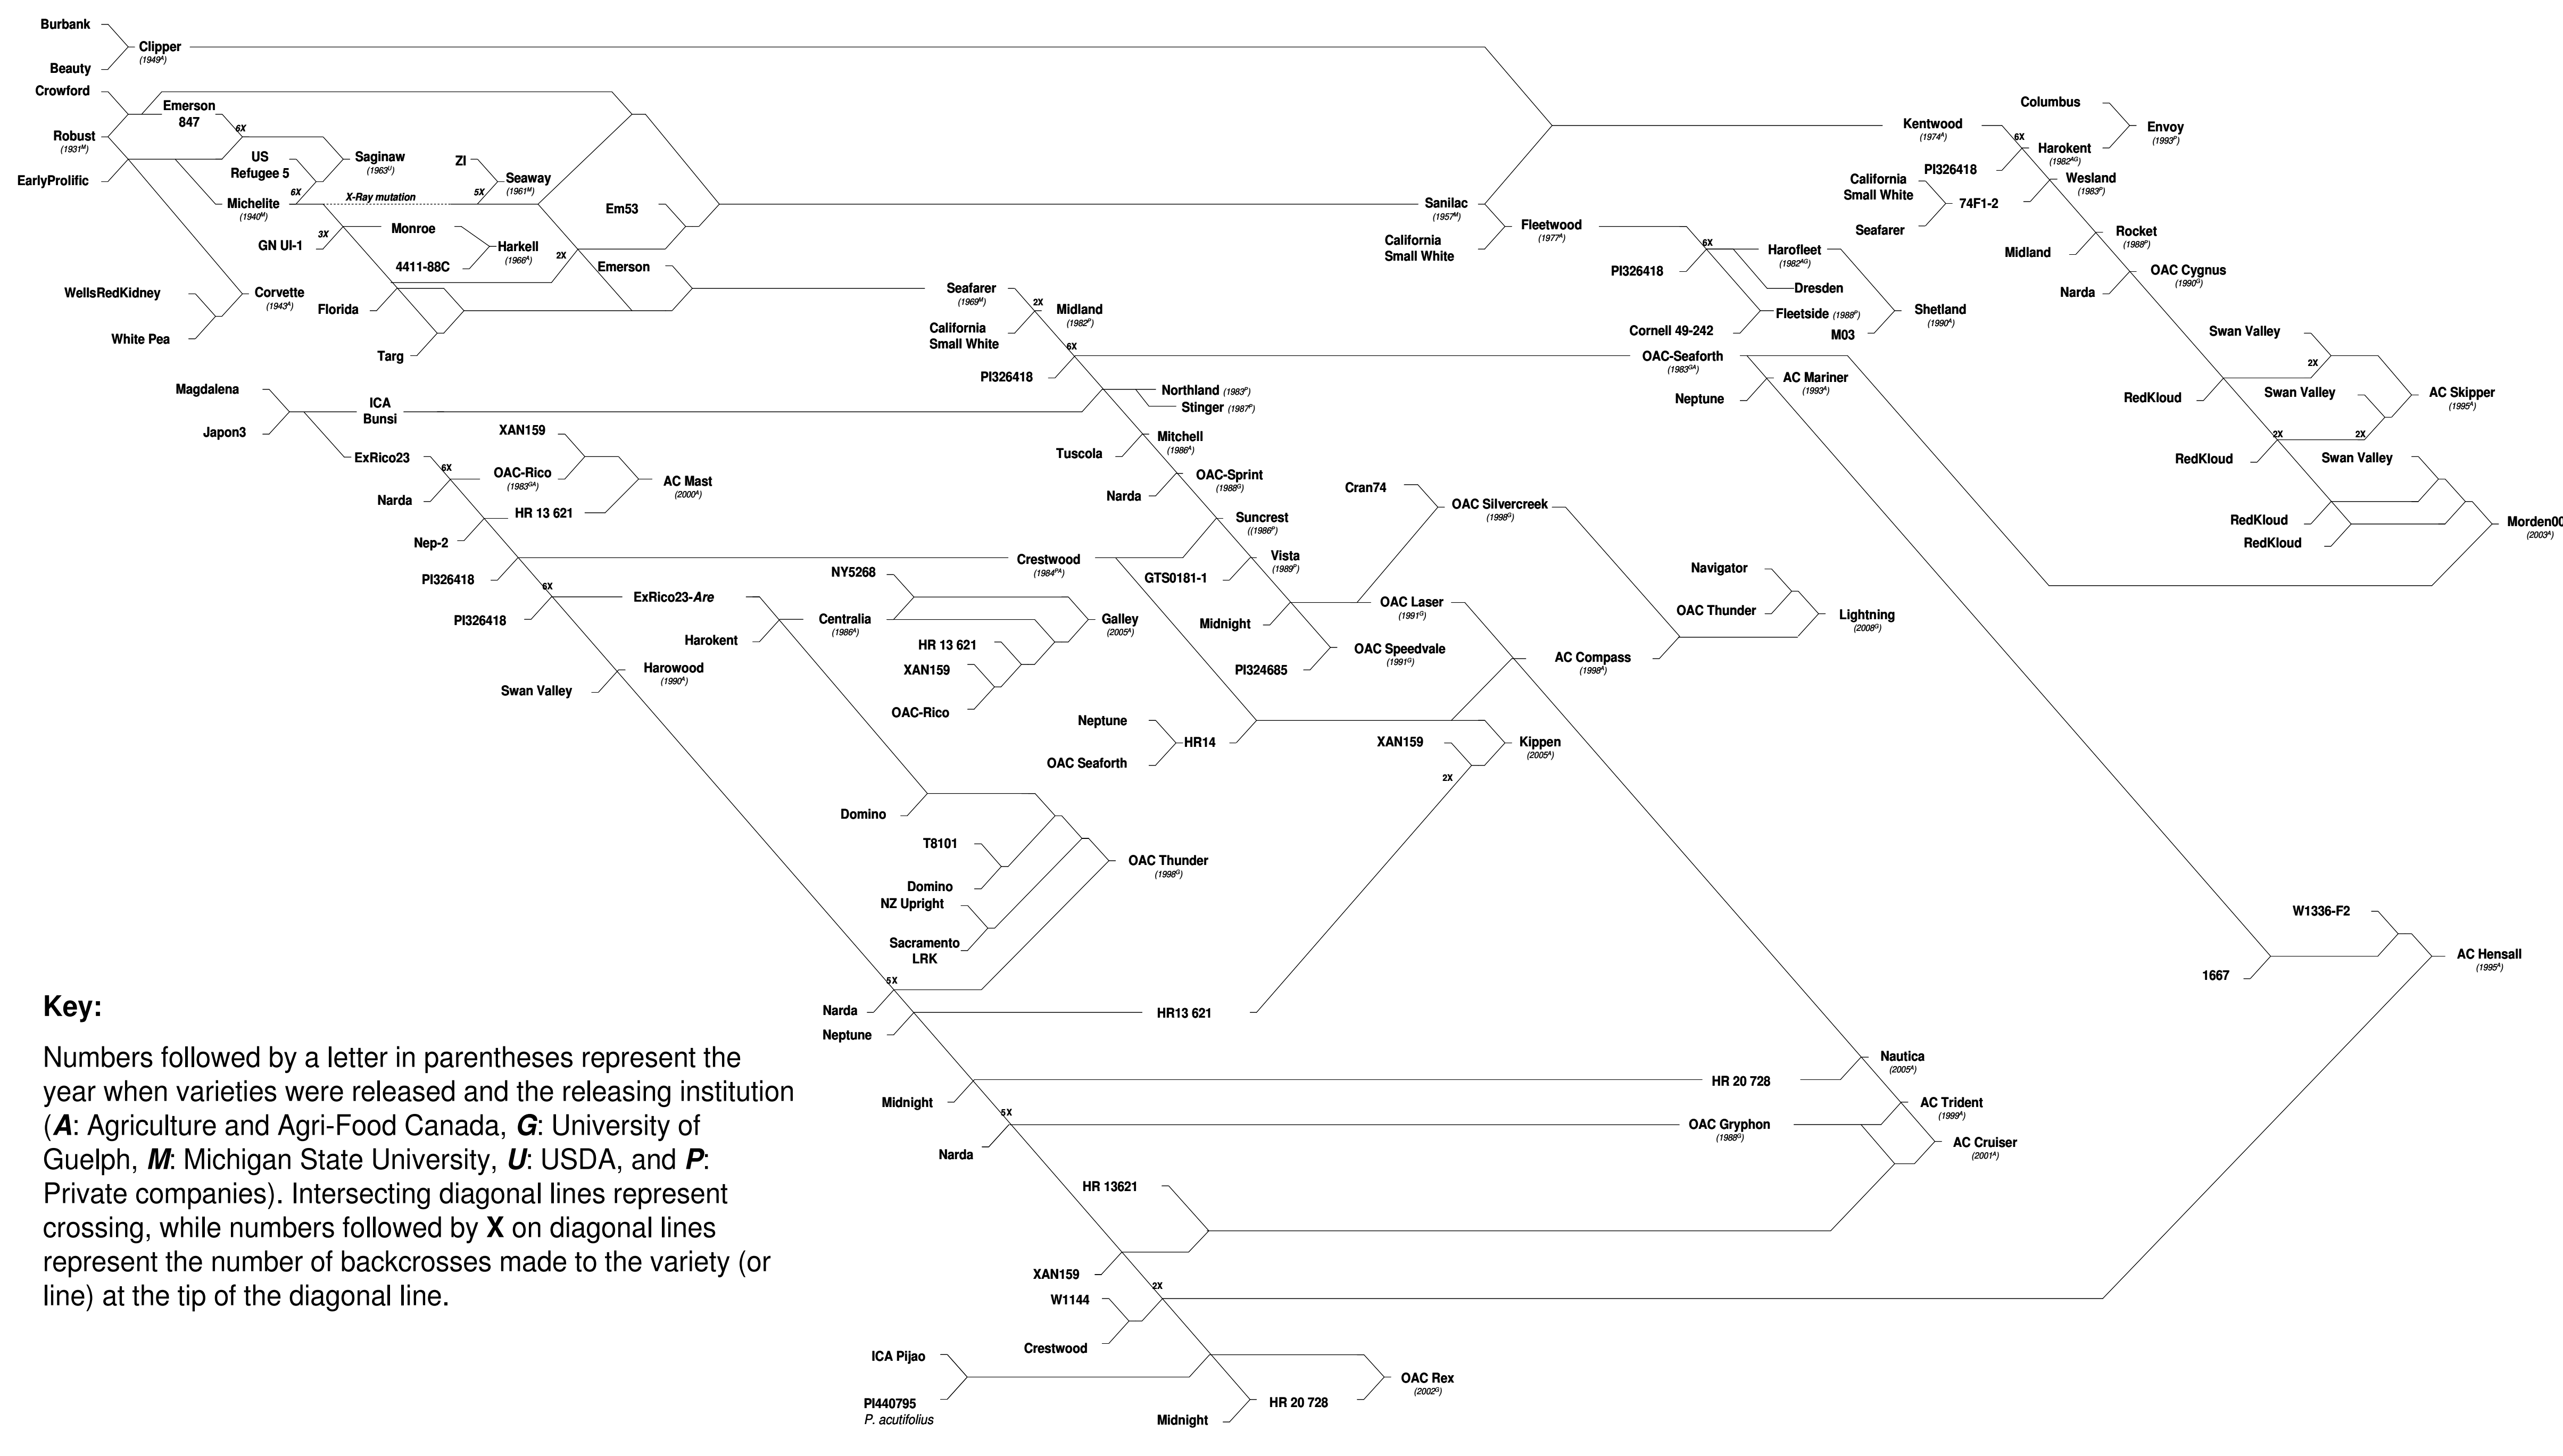 Burbank
Clipper
(1949A)
Beauty
Crowford
Emerson
847
6X
Robust
(1931M)
EarlyProlific
US
Refugee 5
6X
Saginaw
(1963U)
ZI
5X
Seaway
(1961M)
X-Ray mutation
Michelite
(1940M)
GN UI-1
3X
Monroe
4411-88C
Harkell
(1966A)
2X
Em53
Emerson
WellsRedKidney
White Pea
Corvette
(1943A)
Florida
Targ
Sanilac
(1957M)
California
Small White
Fleetwood
(1977A)
6X
PI326418
Harofleet
(1982AG)
Dresden
Fleetside (1988P)
Cornell 49-242
M03
Shetland
(1990A)
Kentwood
(1974A)
6X
PI326418
Columbus
Harokent
(1982AG)
Envoy
(1993P)
California
Small White
Seafarer
74F1-2
Wesland
(1983P)
Midland
Rocket
(1988P)
Narda
OAC Cygnus
(1990G)
Seafarer
(1969M)
California
Small White
2X
Midland
(1982P)
6X
PI326418
OAC-Seaforth
(1983GA)
Neptune
AC Mariner
(1993A)
RedKloud
Swan Valley
2X
Swan Valley
2X
AC Skipper
(1995A)
2X
RedKloud
Swan Valley
RedKloud
RedKloud
Morden00
(2003A)
Magdalena
Japon3
ICA
Bunsi
Northland (1983P)
Stinger (1987P)
Tuscola
Mitchell
(1986A)
Narda
OAC-Sprint
(1988G)
Suncrest
((1986P)
GTS0181-1
Vista
(1989P)
Midnight
OAC Laser
(1991G)
PI324685
OAC Speedvale
(1991G)
Cran74
OAC Silvercreek
(1998G)
ExRico23
6X
Narda
XAN159
OAC-Rico
(1983GA)
AC Mast
(2000A)
HR 13 621
Nep-2
PI326418
Crestwood
(1984PA)
6X
PI326418
ExRico23-Are
Harokent
NY5268
Centralia
(1986A)
HR 13 621
XAN159
OAC-Rico
Galley
(2005A)
Swan Valley
Harowood
(1990A)
Neptune
HR14
OAC Seaforth
XAN159
2X
Kippen
(2005A)
AC Compass
(1998A)
Navigator
OAC Thunder
Lightning
(2008G)
Domino
T8101
Domino
NZ Upright
Sacramento
LRK
OAC Thunder
(1998G)
W1336-F2
1667
AC Hensall
(1995A)
5X
Narda
Neptune
HR13 621
Midnight
HR 20 728
Nautica
(2005A)
5X
Narda
OAC Gryphon
(1988G)
AC Trident
(1999A)
AC Cruiser
(2001A)
HR 13621
XAN159
2X
W1144
Crestwood
ICA Pijao
PI440795
P. acutifolius
Midnight
HR 20 728
OAC Rex
(2002G)
Key:
Numbers followed by a letter in parentheses represent the
year when varieties were released and the releasing institution
(A: Agriculture and Agri-Food Canada, G: University of
Guelph, M: Michigan State University, U: USDA, and P:
Private companies). Intersecting diagonal lines represent
crossing, while numbers followed by X on diagonal lines
represent the number of backcrosses made to the variety (or
line) at the tip of the diagonal line.